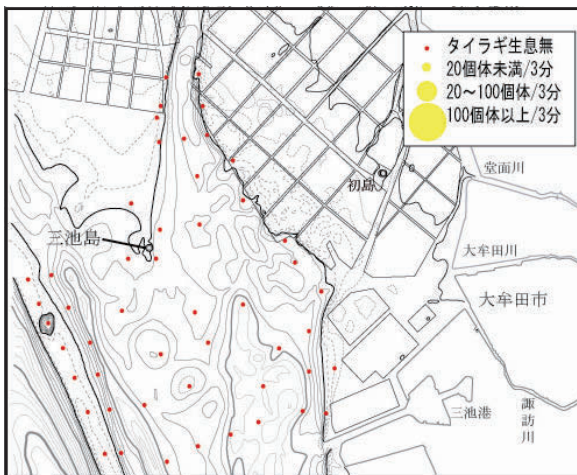 タイラギ生息無
20個体未満/3分
20～100個体/3分
100個体以上/3分
堂面川
初島
三池島
大牟田川
大牟田市
三池港
諏訪川